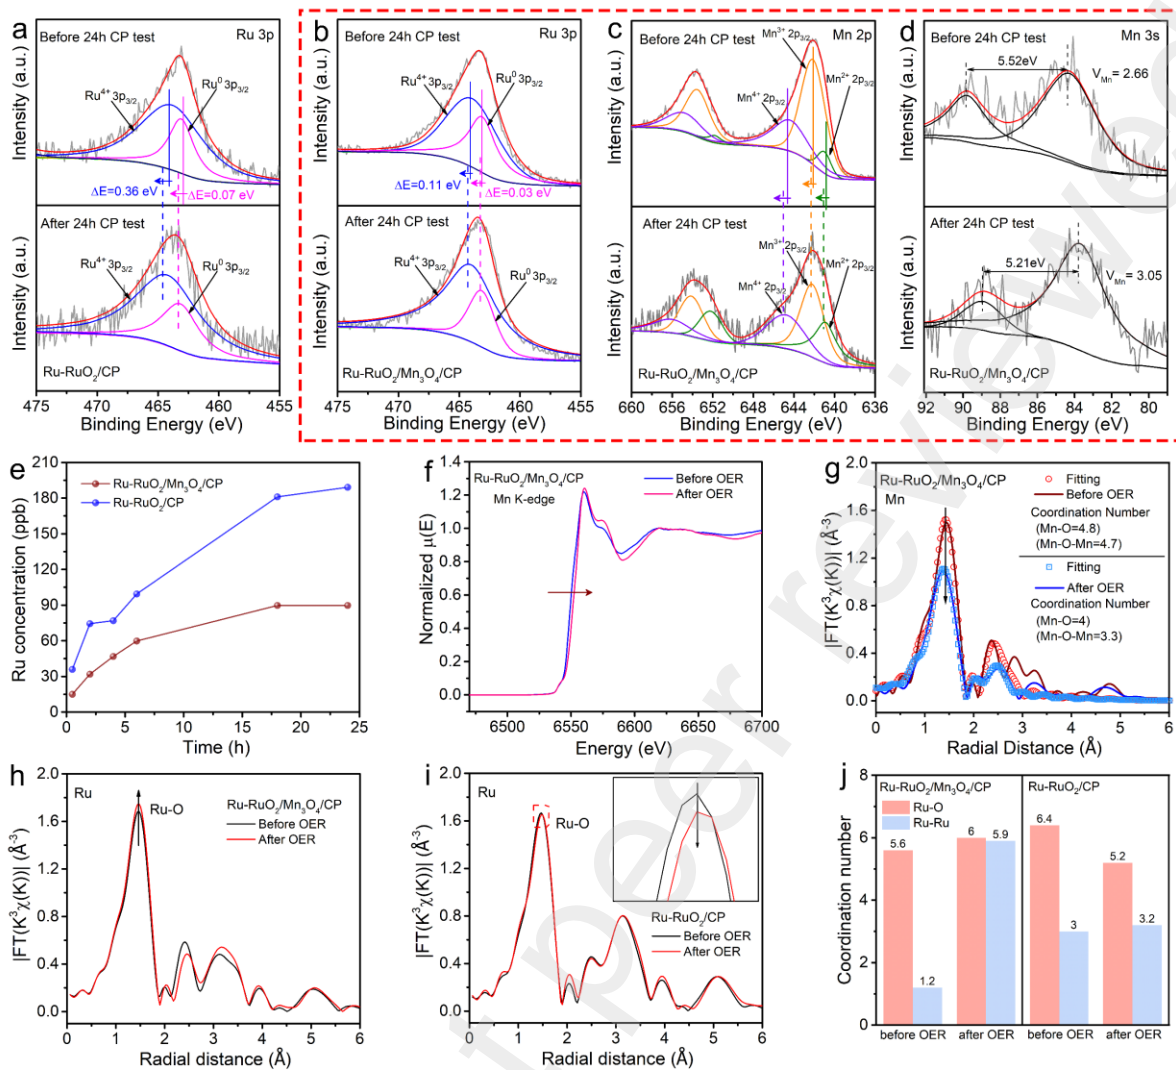 a
Before 24h CP test
Ru 3p
Ru⁴⁺ 3p₃/₂
Ru⁰ 3p₃/₂
ΔE=0.36 eV
ΔE=0.07 eV
After 24h CP test
Ru⁴⁺ 3p₃/₂
Ru⁰ 3p₃/₂
Ru-RuO₂/CP
Intensity (a.u.)
Intensity (a.u.)
475 470 465 460 455
Binding Energy (eV)
b
Before 24h CP test
Ru 3p
Ru⁴⁺ 3p₃/₂
Ru⁰ 3p₃/₂
ΔE=0.11 eV
ΔE=0.03 eV
After 24h CP test
Ru⁴⁺ 3p₃/₂
Ru⁰ 3p₃/₂
Ru-RuO₂/Mn₃O₄/CP
Intensity (a.u.)
Intensity (a.u.)
475 470 465 460 455
Binding Energy (eV)
c
Before 24h CP test
Mn 2p
Mn³⁺ 2p₃/₂
Mn²⁺ 2p₃/₂
Mn⁴⁺ 2p₃/₂
After 24h CP test
Mn³⁺ 2p₃/₂
Mn²⁺ 2p₃/₂
Mn⁴⁺ 2p₃/₂
Ru-RuO₂/Mn₃O₄/CP
Intensity (a.u.)
Intensity (a.u.)
660 656 652 648 644 640 636
Binding Energy (eV)
d
Before 24h CP test
Mn 3s
5.52eV
V_Mn = 2.66
After 24h CP test
5.21eV
V_Mn = 3.05
Ru-RuO₂/Mn₃O₄/CP
Intensity (a.u.)
Intensity (a.u.)
92 90 88 86 84 82 80
Binding Energy (eV)
e
Ru-RuO₂/Mn₃O₄/CP
Ru-RuO₂/CP
Ru concentration (ppb)
210
180
150
120
90
60
30
0
0 5 10 15 20 25
Time (h)
f
Ru-RuO₂/Mn₃O₄/CP
Mn K-edge
Before OER
After OER
Normalized μ(E)
1.4
1.2
1.0
0.8
0.6
0.4
0.2
0.0
6500 6550 6600 6650 6700
Energy (eV)
g
Ru-RuO₂/Mn₃O₄/CP
Mn
Fitting
Before OER
Coordination Number
(Mn-O=4.8)
(Mn-O-Mn=4.7)
Fitting
After OER
Coordination Number
(Mn-O=4)
(Mn-O-Mn=3.3)
|FT(K³χ(K))| (Å⁻³)
2.0
1.6
1.2
0.8
0.4
0.0
0 1 2 3 4 5 6
Radial Distance (Å)
h
Ru
Ru-O
Ru-RuO₂/Mn₃O₄/CP
Before OER
After OER
|FT(K³χ(K))| (Å⁻³)
2.0
1.6
1.2
0.8
0.4
0.0
0 1 2 3 4 5 6
Radial distance (Å)
i
Ru
Ru-O
Ru-RuO₂/CP
Before OER
After OER
|FT(K³χ(K))| (Å⁻³)
2.0
1.6
1.2
0.8
0.4
0.0
0 1 2 3 4 5 6
Radial distance (Å)
j
Ru-RuO₂/Mn₃O₄/CP
Ru-RuO₂/CP
Ru-O
Ru-Ru
5.6
1.2
6
5.9
6.4
3
5.2
3.2
Coordination number
8
6
4
2
0
before OER after OER before OER after OER
peer review